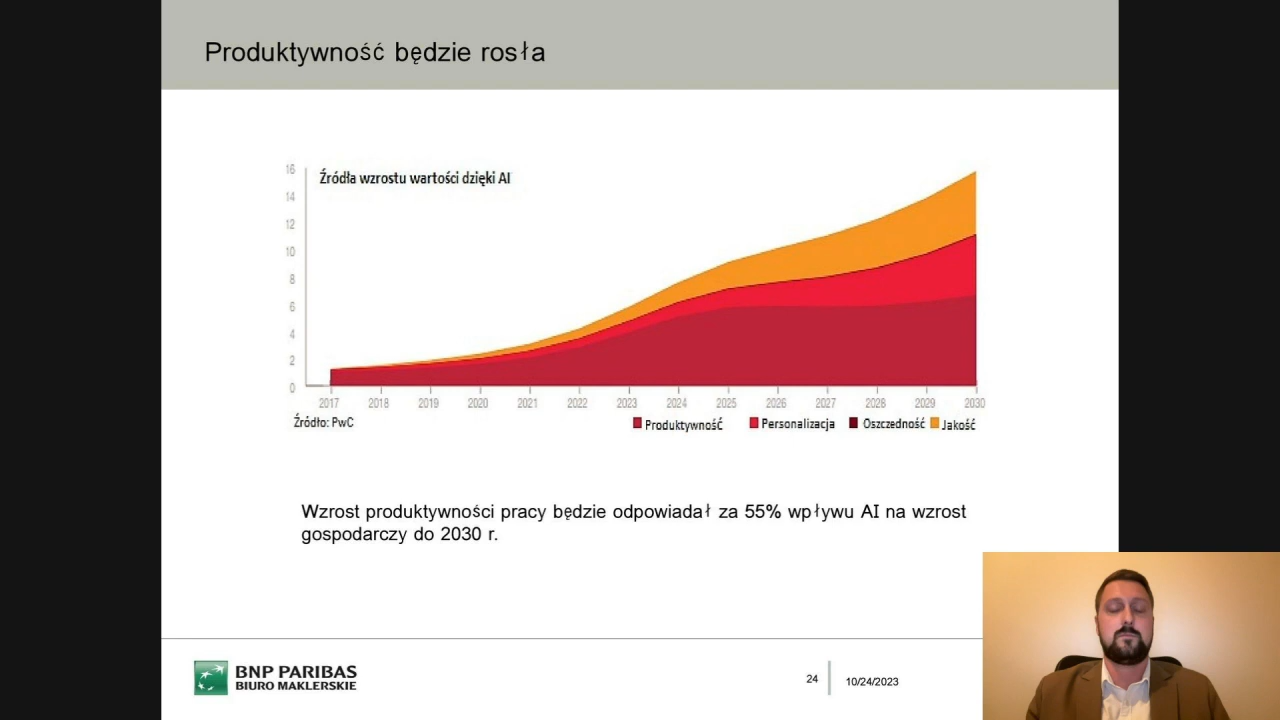 Produktywność będzie rosła
Źródła wzrostu wartości dzięki AI
16
14
12
10
8
6
4
2
0
2017 2018 2019 2020 2021 2022 2023 2024 2025 2026 2027 2028 2029 2030
Źródło: PwC
Produktywność Personalizacja Oszczedność Jakość
Wzrost produktywności pracy będzie odpowiadał za 55% wpływu AI na wzrost
gospodarczy do 2030 r.
BNP PARIBAS
BIURO MAKLERSKIE
24
10/24/2023